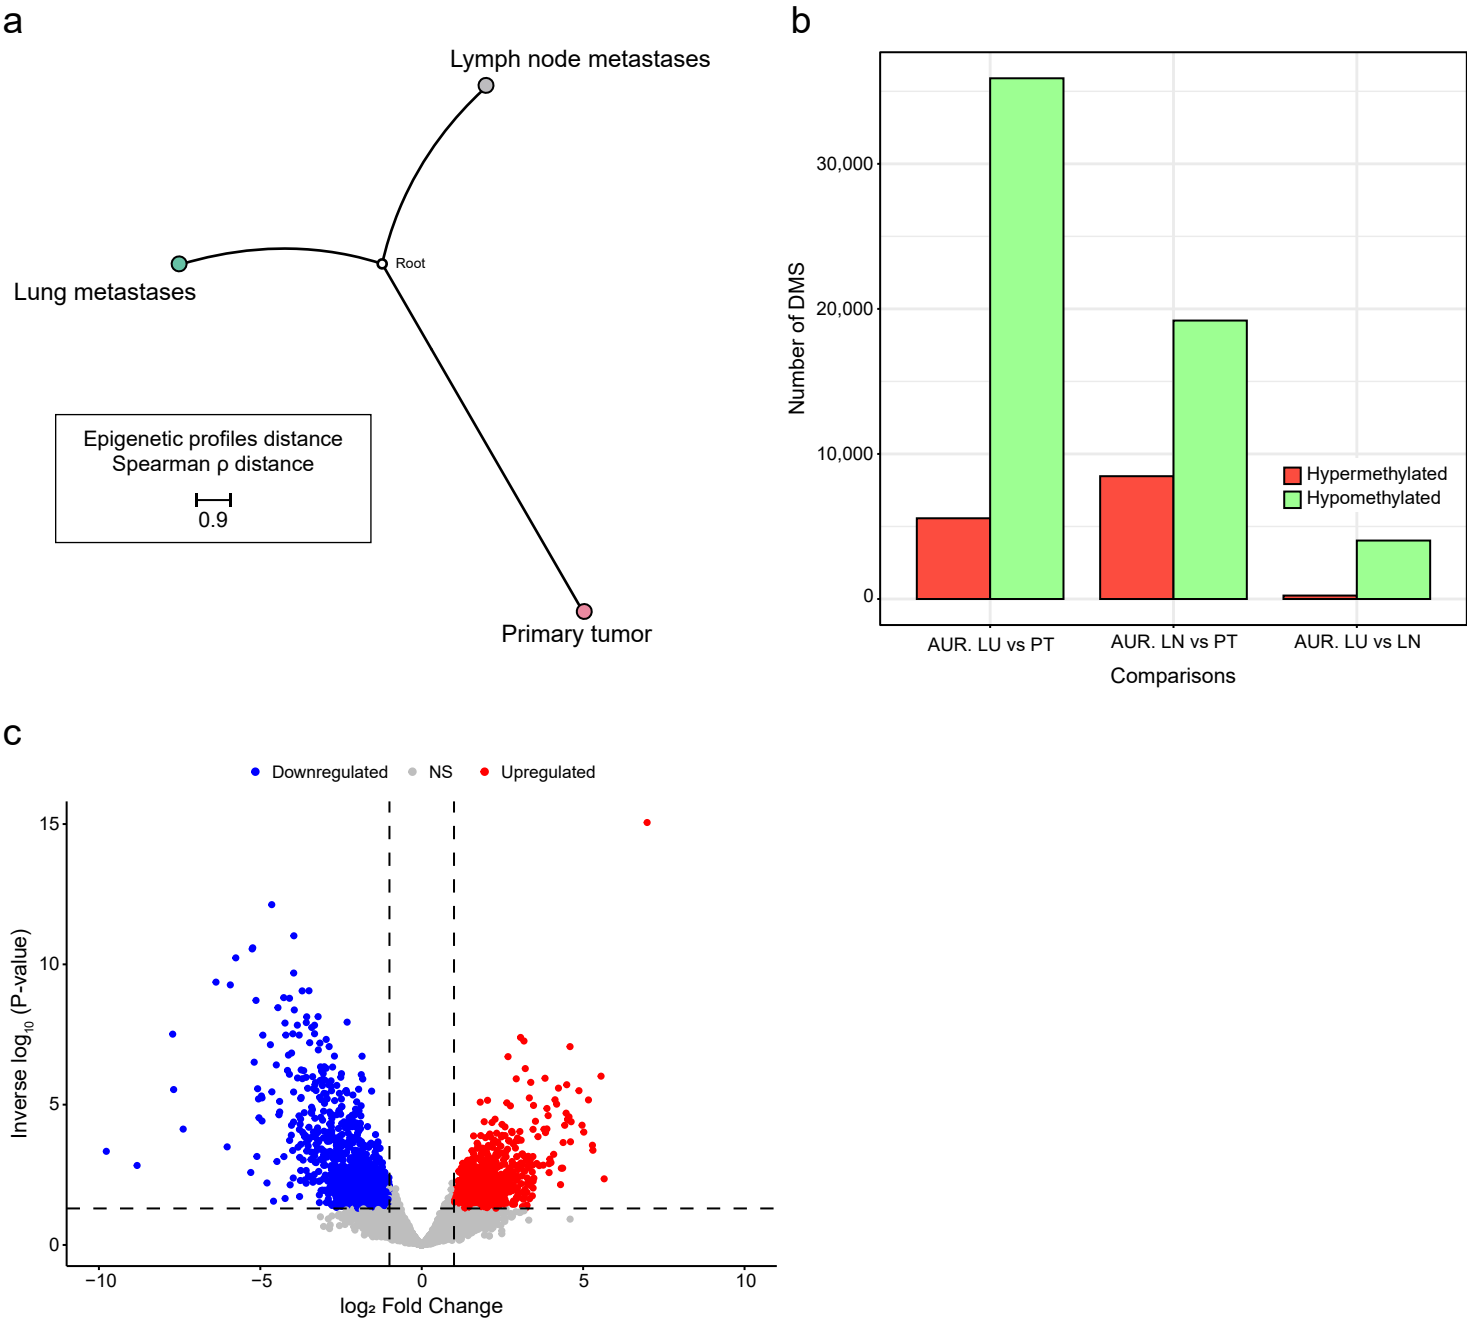 a
Lymph node metastases
Root
Lung metastases
Epigenetic profiles distance
Spearman ρ distance
0.9
Primary tumor
b
Number of DMS
30,000
20,000
10,000
0
Hypermethylated
Hypomethylated
AUR. LU vs PT
AUR. LN vs PT
AUR. LU vs LN
Comparisons
c
Downregulated
NS
Upregulated
Inverse log₁₀ (P-value)
15
10
5
0
−10
−5
0
5
10
log₂ Fold Change